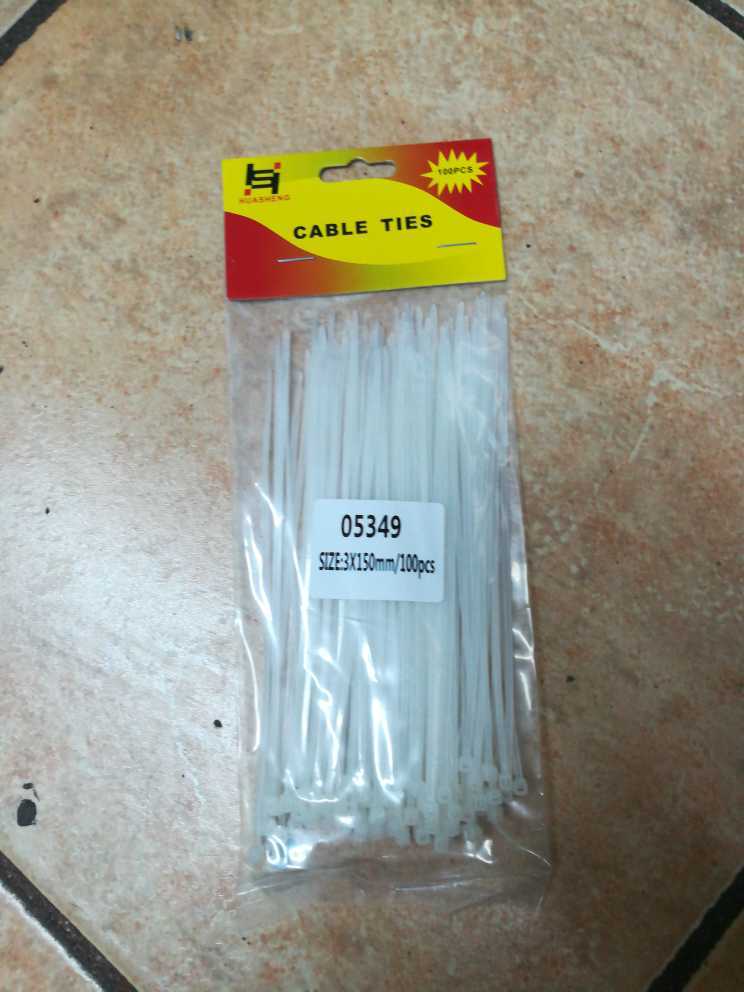 HUASHENG
100PCS
CABLE TIES
05349
SIZE:3X150mm/100pcs